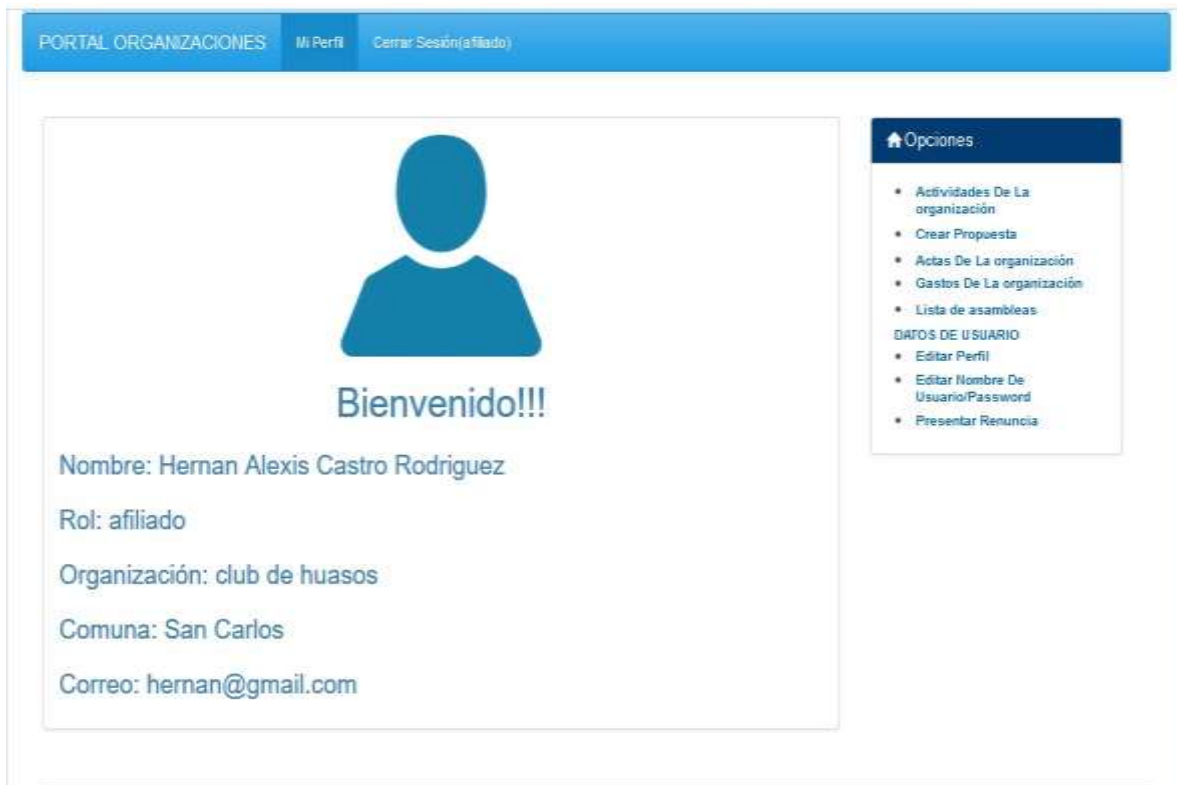 PORTAL ORGANIZACIONES Mi Perfil Cerrar Sesión(afiliado)
Bienvenido!!!
Nombre: Hernan Alexis Castro Rodriguez
Rol: afiliado
Organización: club de huasos
Comuna: San Carlos
Correo: hernan@gmail.com
Opciones
Actividades De La
organización
Crear Propuesta
Actas De La organización
Gastos De La organización
Lista de asambleas
DATOS DE USUARIO
Editar Perfil
Editar Nombre De
Usuario/Password
Presentar Renuncia